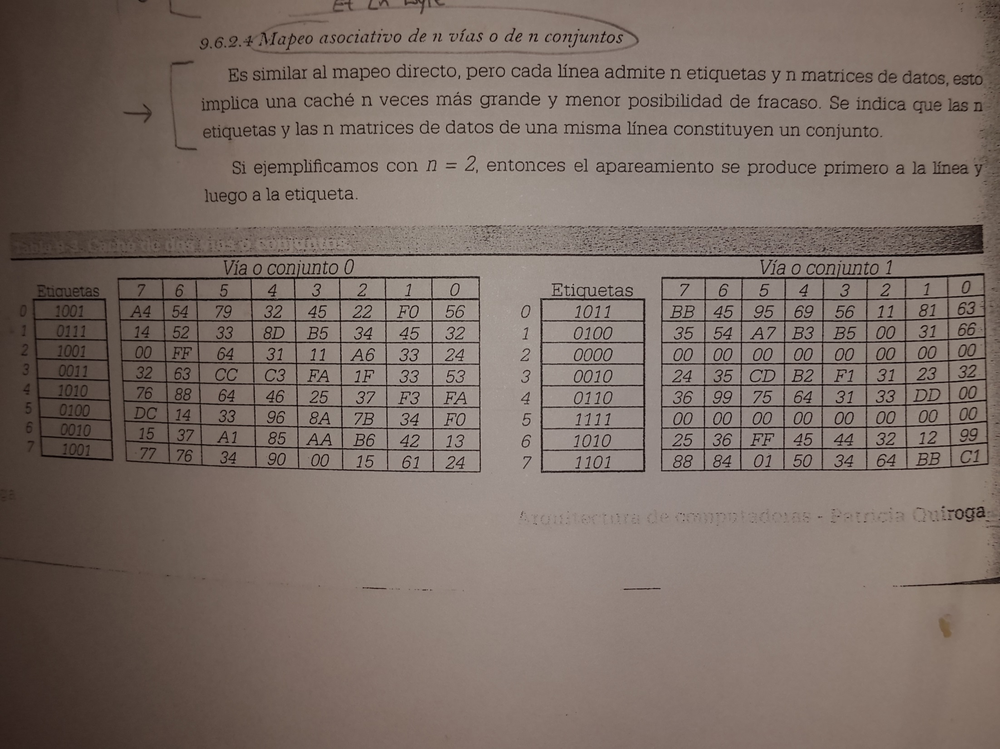 Et Ln byte
9.6.2.4 Mapeo asociativo de n vías o de n conjuntos
Es similar al mapeo directo, pero cada línea admite n etiquetas y n matrices de datos, esto
implica una caché n veces más grande y menor posibilidad de fracaso. Se indica que las n
etiquetas y las n matrices de datos de una misma línea constituyen un conjunto.
Si ejemplificamos con n = 2, entonces el apareamiento se produce primero a la línea y
luego a la etiqueta.
Tabla 9.3. Caché de dos vías o conjuntos.
Vía o conjunto 0
Etiquetas 7 6 5 4 3 2 1 0
0 1001 A4 54 79 32 45 22 F0 56
1 0111 14 52 33 8D B5 34 45 32
2 1001 00 FF 64 31 11 A6 33 24
3 0011 32 63 CC C3 FA 1F 33 53
4 1010 76 88 64 46 25 37 F3 FA
5 0100 DC 14 33 96 8A 7B 34 F0
6 0010 15 37 A1 85 AA B6 42 13
7 1001 77 76 34 90 00 15 61 24
Vía o conjunto 1
Etiquetas 7 6 5 4 3 2 1 0
0 1011 BB 45 95 69 56 11 81 63
1 0100 35 54 A7 B3 B5 00 31 66
2 0000 00 00 00 00 00 00 00 00
3 0010 24 35 CD B2 F1 31 23 32
4 0110 36 99 75 64 31 33 DD 00
5 1111 00 00 00 00 00 00 00 00
6 1010 25 36 FF 45 44 32 12 99
7 1101 88 84 01 50 34 64 BB C1
ga
Arquitectura de computadoras - Patricia Quiroga